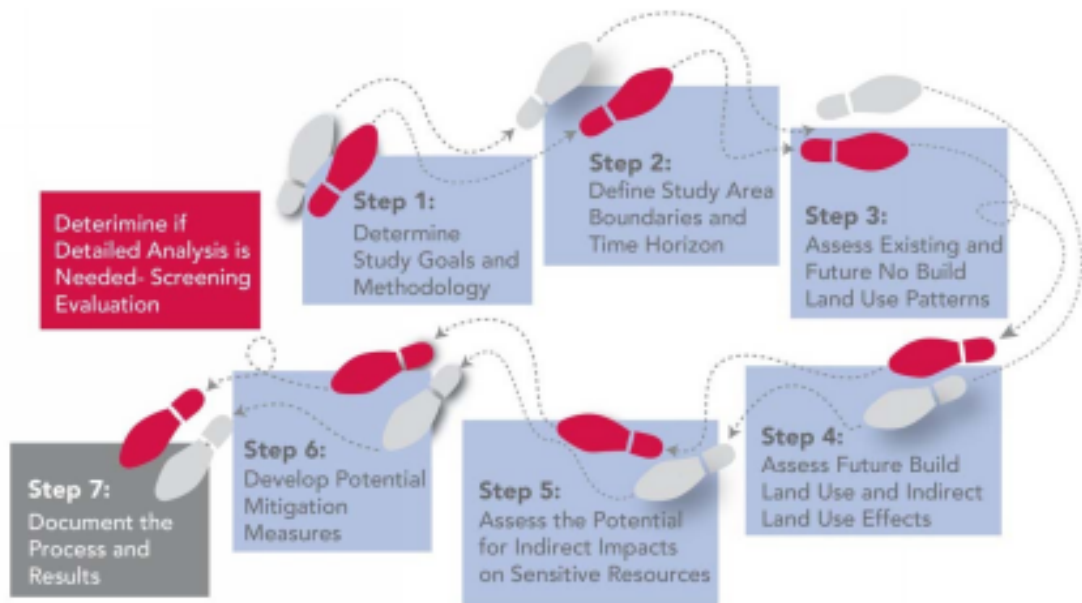 Deterimine if
Detailed Analysis is
Needed- Screening
Evaluation
Step 1:
Determine
Study Goals and
Methodology
Step 2:
Define Study Area
Boundaries and
Time Horizon
Step 3:
Assess Existing and
Future No Build
Land Use Patterns
Step 4:
Assess Future Build
Land Use and Indirect
Land Use Effects
Step 5:
Assess the Potential
for Indirect Impacts
on Sensitive Resources
Step 6:
Develop Potential
Mitigation
Measures
Step 7:
Document the
Process and
Results